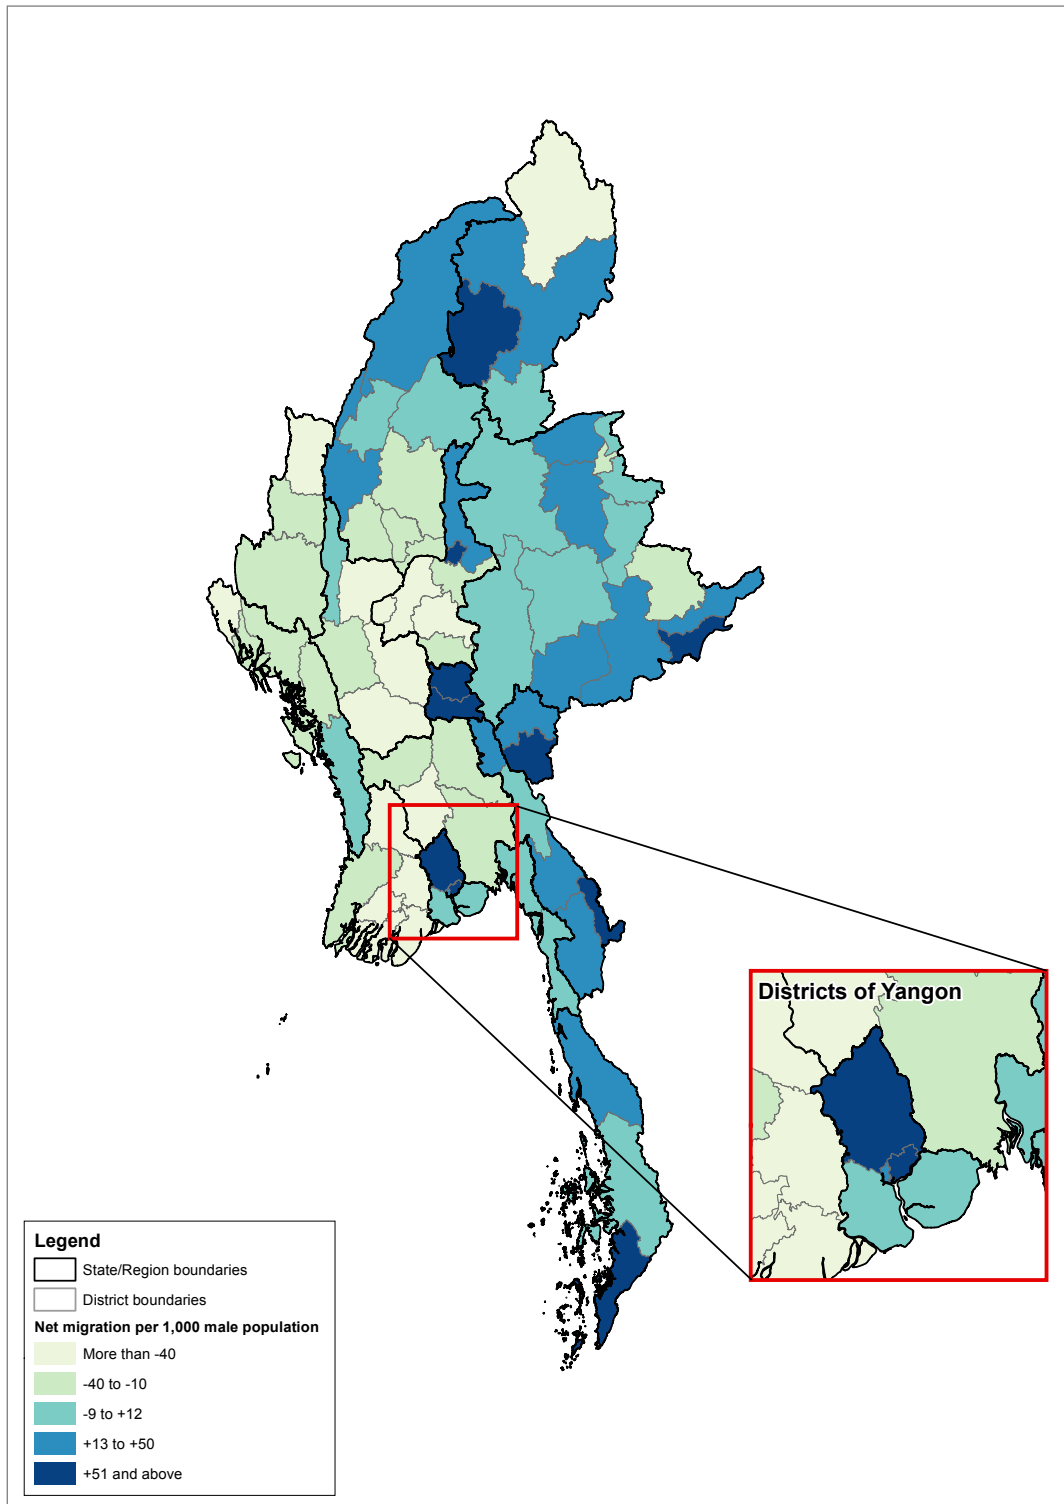 Districts of Yangon
Legend
State/Region boundaries
District boundaries
Net migration per 1,000 male population
More than -40
-40 to -10
-9 to +12
+13 to +50
+51 and above